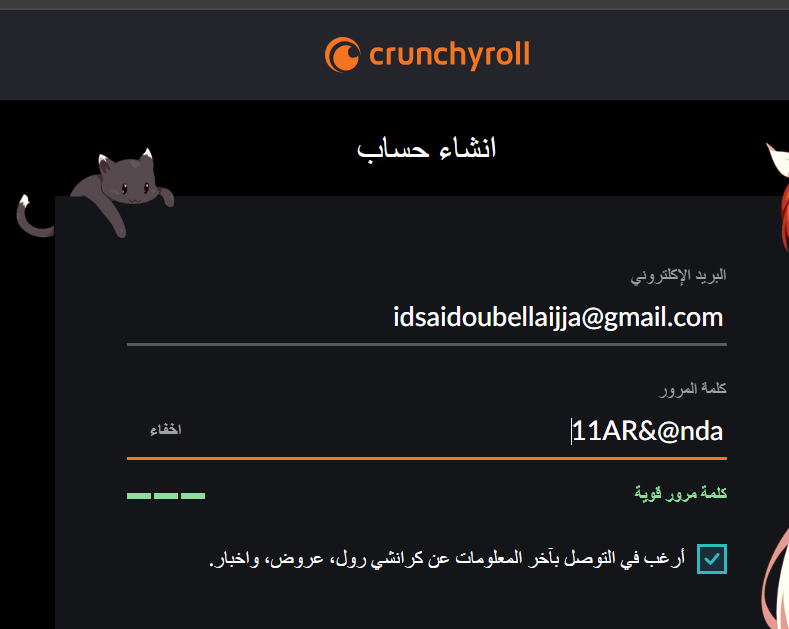 crunchyroll
انشاء حساب
البريد الإلكتروني
idsaidoubellaijja@gmail.com
كلمة المرور
11AR&@nda
اخفاء
كلمة مرور قوية
أرغب في التوصل بآخر المعلومات عن كرانشي رول، عروض، واخبار.